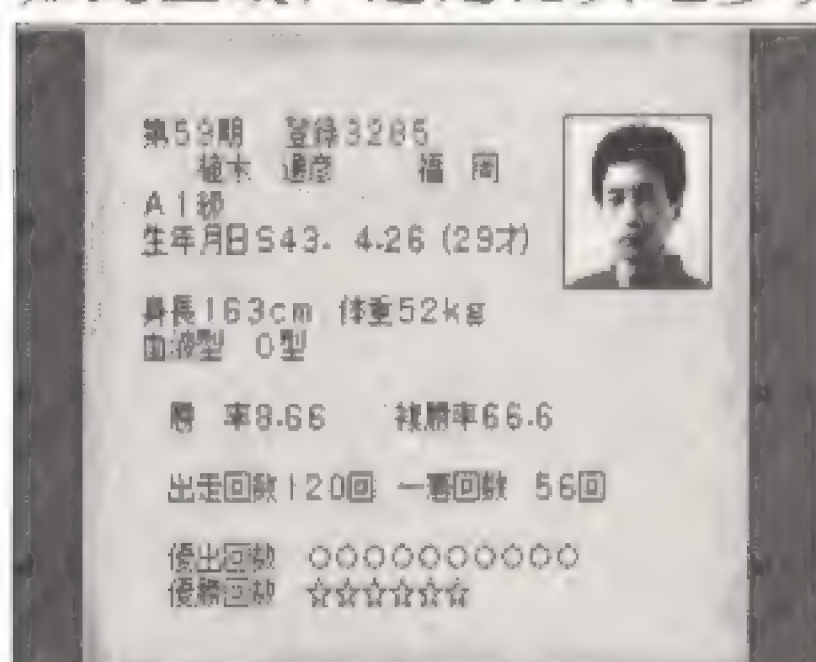 第59期 登録3285
植木 通彦 福岡
A1級
生年月日S43. 4.26 (29才)
身長163cm 体重52kg
血液型 O型
勝 率8.66 複勝率66.6
出走回数120回 一着回数 56回
優出回数 ○○○○○○○○○○
優勝回数 ☆☆☆☆☆☆